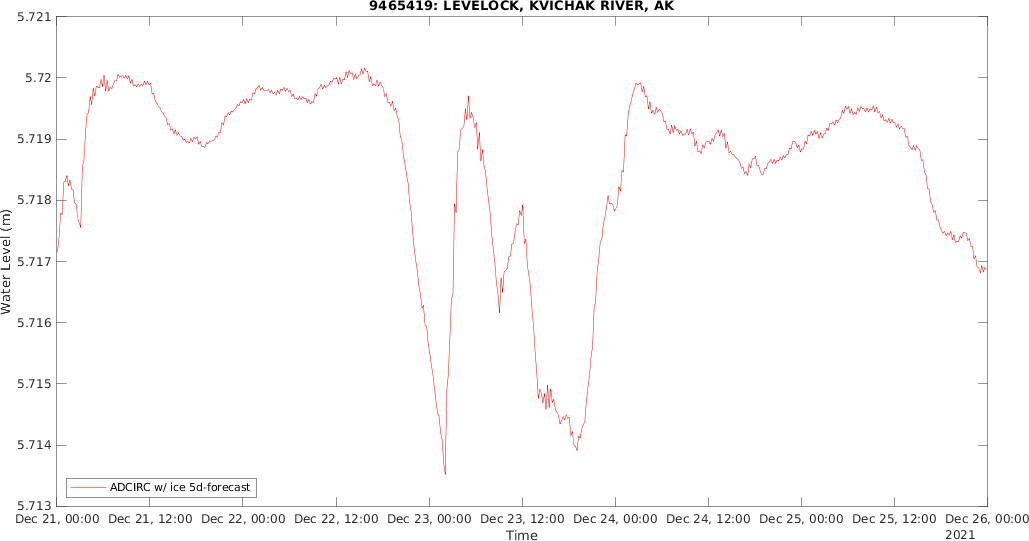 9465419: LEVELOCK, KVICHAK RIVER, AK
5.721
5.72
5.719
5.718
5.717
5.716
5.715
5.714
5.713
Water Level (m)
ADCIRC w/ ice 5d-forecast
Dec 21, 00:00 Dec 21, 12:00 Dec 22, 00:00 Dec 22, 12:00 Dec 23, 00:00 Dec 23, 12:00 Dec 24, 00:00 Dec 24, 12:00 Dec 25, 00:00 Dec 25, 12:00 Dec 26, 00:00
Time
2021